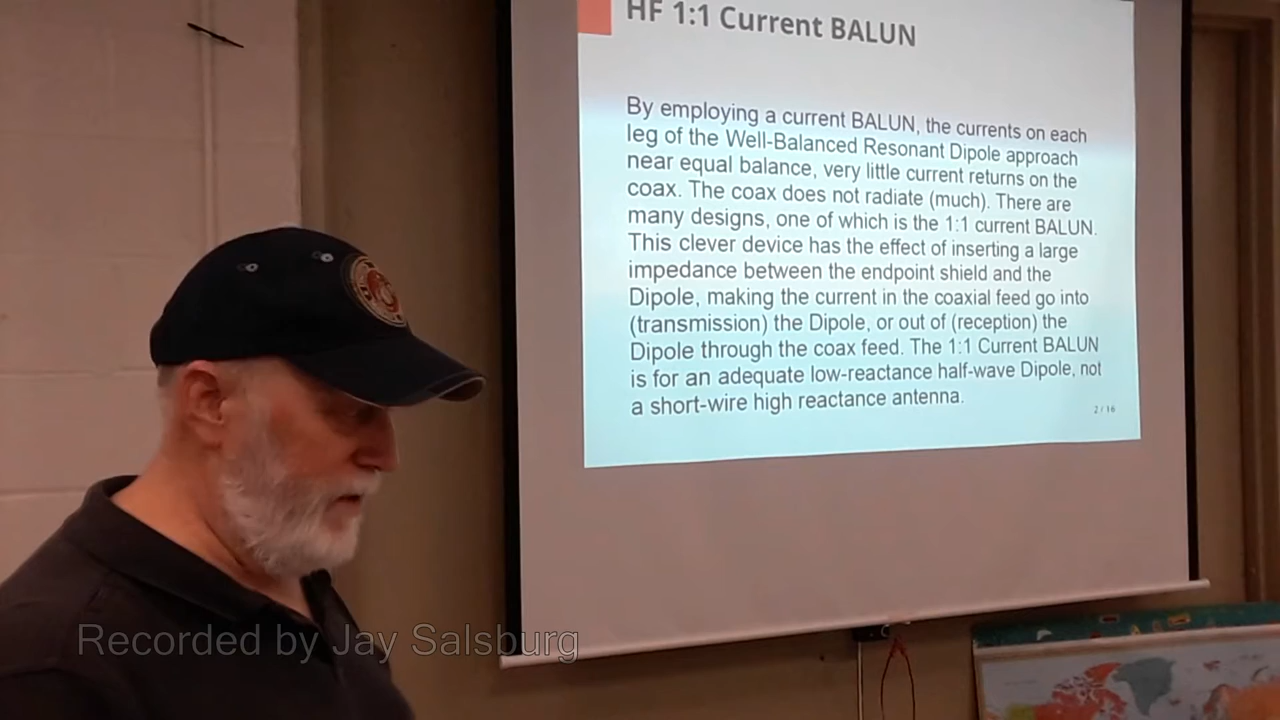 HF 1:1 Current BALUN
By employing a current BALUN, the currents on each
leg of the Well-Balanced Resonant Dipole approach
near equal balance, very little current returns on the
coax. The coax does not radiate (much). There are
many designs, one of which is the 1:1 current BALUN.
This clever device has the effect of inserting a large
impedance between the endpoint shield and the
Dipole, making the current in the coaxial feed go into
(transmission) the Dipole, or out of (reception) the
Dipole through the coax feed. The 1:1 Current BALUN
is for an adequate low-reactance half-wave Dipole, not
a short-wire high reactance antenna.
2 / 16
Recorded by Jay Salsburg